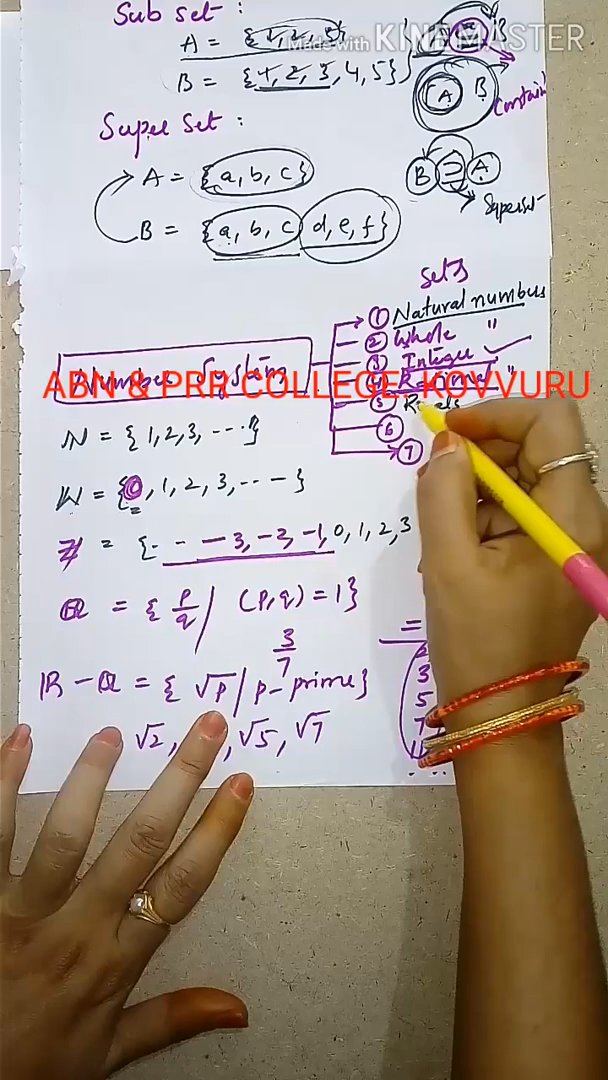 Sub set:
A = {1, 2, 3}
B = {1, 2, 3, 4, 5}
Made with KINEMASTER
B
A B
Contain
Super Set:
A = {a, b, c}
B = {a, b, c, d, e, f}
B ⊇ A
Superset
Sets
Number System
① Natural numbers
② Whole "
③ Integer
④ Rational "
⑤ Reals
⑥
⑦
ABN & PRR COLLEGE-KOVVURU
N = {1, 2, 3, ....}
W = {0, 1, 2, 3, ....}
Z = {- - -3, -2, -1, 0, 1, 2, 3
Q = { p/q / (p, q) = 1}
3/7
R - Q = { √p / p - prime}
√2, √5, √7
=
2
3
5
7
11
...